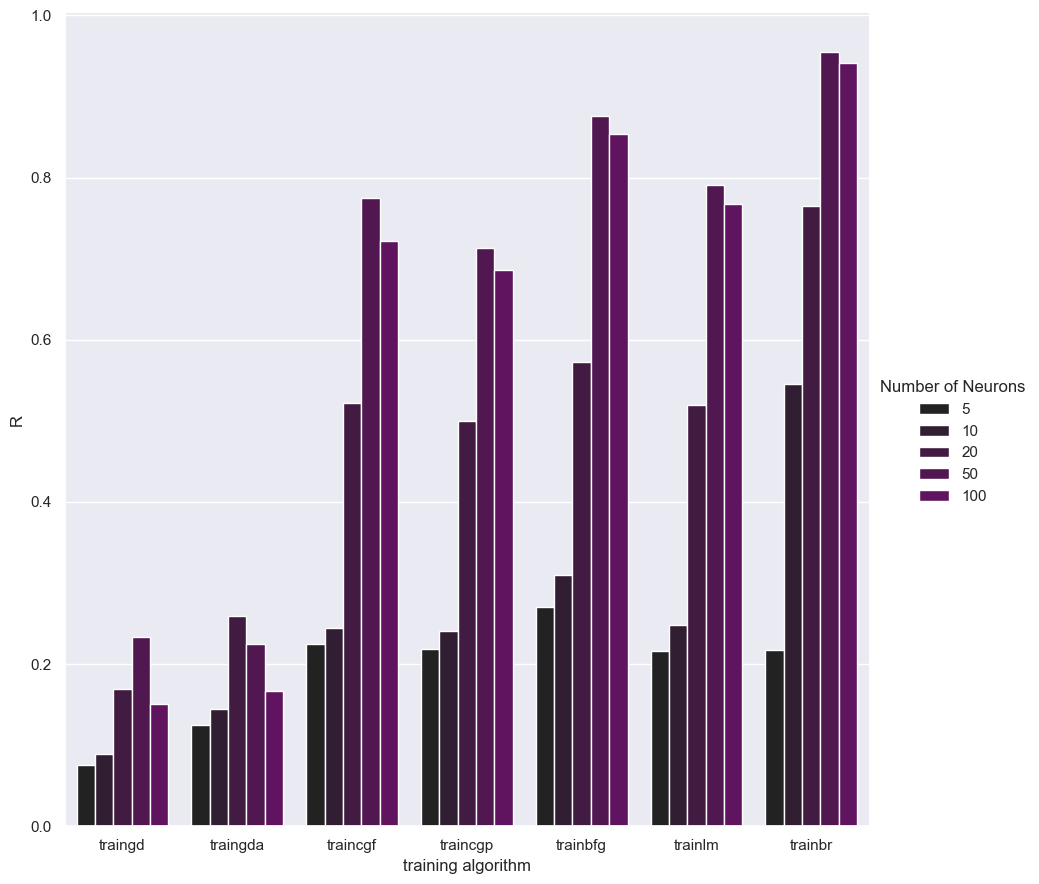 1.0
0.8
0.6
0.4
0.2
0.0
R
traingd traingda traincgf traincgp trainbfg trainlm trainbr
training algorithm
Number of Neurons
5
10
20
50
100